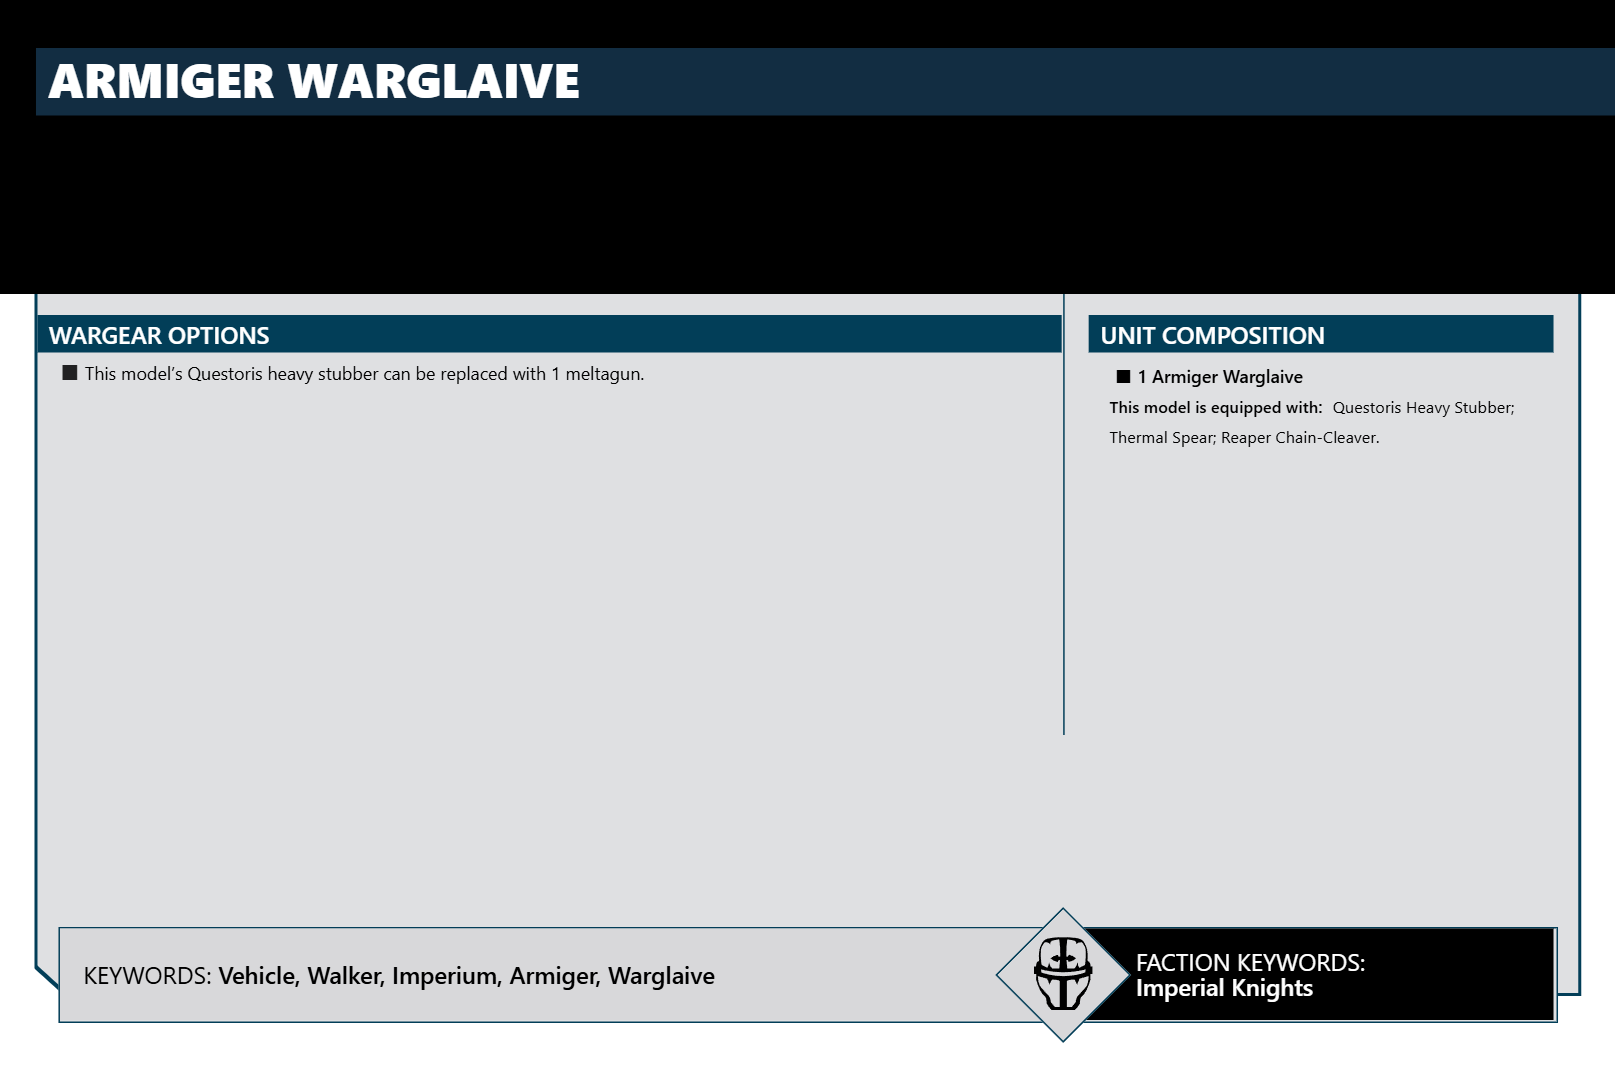 ARMIGER WARGLAIVE
WARGEAR OPTIONS
■ This model’s Questoris heavy stubber can be replaced with 1 meltagun.
UNIT COMPOSITION
■ 1 Armiger Warglaive
This model is equipped with: Questoris Heavy Stubber;
Thermal Spear; Reaper Chain-Cleaver.
KEYWORDS: Vehicle, Walker, Imperium, Armiger, Warglaive
FACTION KEYWORDS:
Imperial Knights